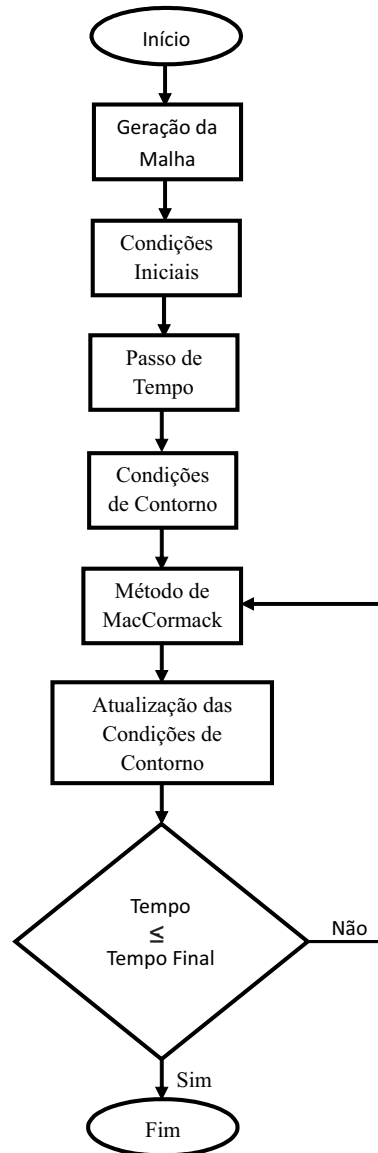 Início
Geração da
Malha
Condições
Iniciais
Passo de
Tempo
Condições
de Contorno
Método de
MacCormack
Atualização das
Condições de
Contorno
Tempo
≤
Tempo Final
Não
Sim
Fim